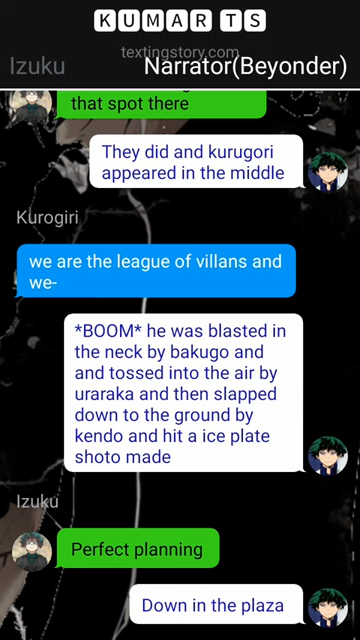 KUMAR TS
textingstory.com
Izuku
Narrator(Beyonder)
that spot there
They did and kurugori
appeared in the middle
Kurogiri
we are the league of villans and
we-
*BOOM* he was blasted in
the neck by bakugo and
and tossed into the air by
uraraka and then slapped
down to the ground by
kendo and hit a ice plate
shoto made
Izuku
Perfect planning
Down in the plaza